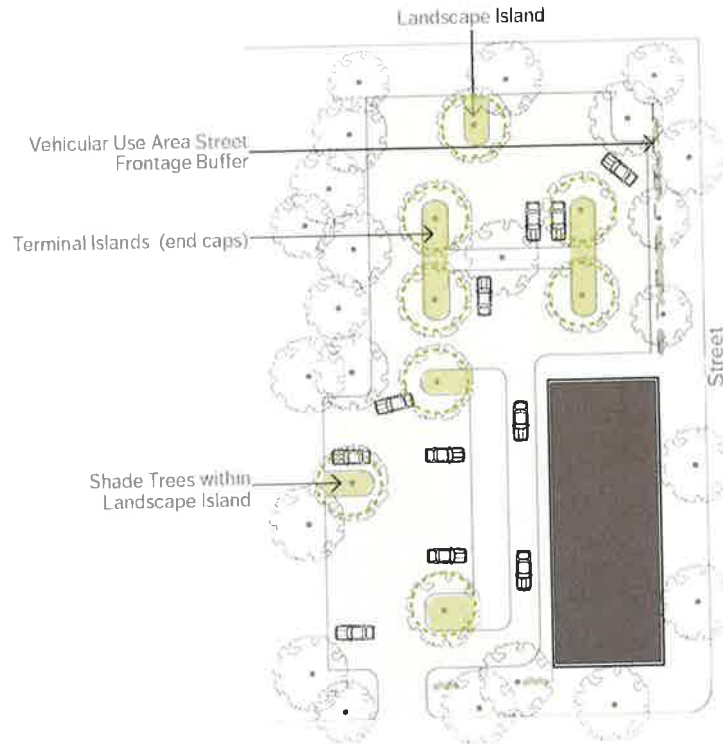 Landscape Island
Vehicular Use Area Street
Frontage Buffer
Terminal Islands (end caps)
Street
Shade Trees within
Landscape Island